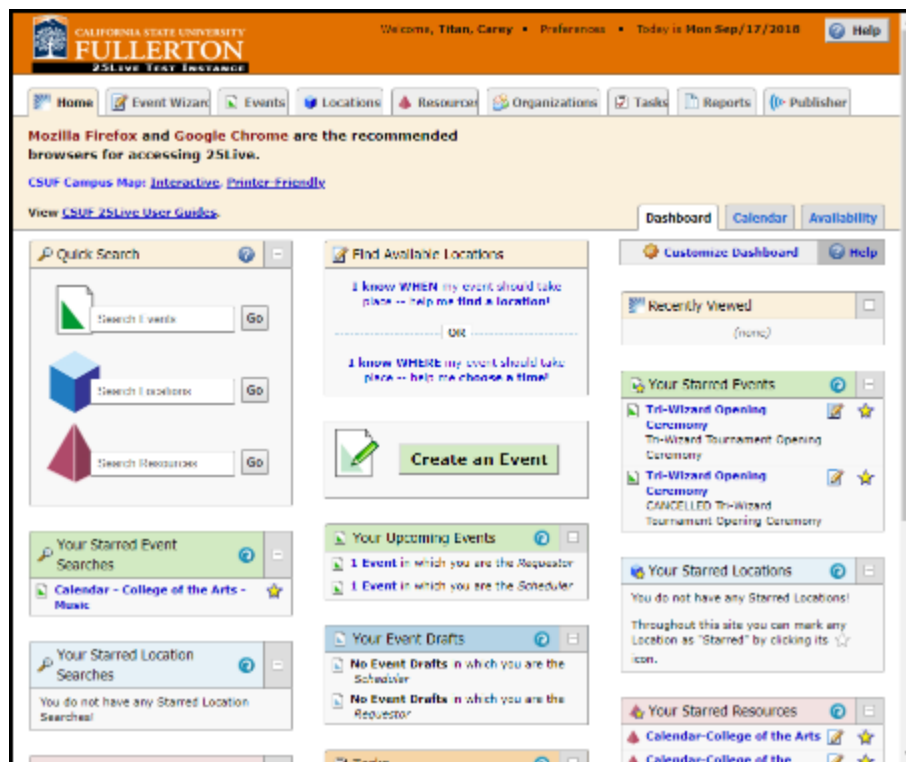 CALIFORNIA STATE UNIVERSITY
FULLERTON
25LIVE TEST INSTANCE
Welcome, Titan, Carey • Preferences • Today is Mon Sep/17/2018
Help
Home
Event Wizard
Events
Locations
Resources
Organizations
Tasks
Reports
Publisher
Mozilla Firefox and Google Chrome are the recommended
browsers for accessing 25Live.
CSUF Campus Map: Interactive, Printer-Friendly
View CSUF 25Live User Guides.
Dashboard
Calendar
Availability
Quick Search
Search Events
Go
Search Locations
Go
Search Resources
Go
Your Starred Event
Searches
Calendar - College of the Arts -
Music
Your Starred Location
Searches
You do not have any Starred Location
Searches!
Find Available Locations
I know WHEN my event should take
place -- help me find a location!
OR
I know WHERE my event should take
place -- help me choose a time!
Create an Event
Your Upcoming Events
1 Event in which you are the Requestor
1 Event in which you are the Scheduler
Your Event Drafts
No Event Drafts in which you are the
Scheduler
No Event Drafts in which you are the
Requestor
Customize Dashboard
Help
Recently Viewed
(none)
Your Starred Events
Tri-Wizard Opening
Ceremony
Tri-Wizard Tournament Opening
Ceremony
Tri-Wizard Opening
Ceremony
CANCELLED Tri-Wizard
Tournament Opening Ceremony
Your Starred Locations
You do not have any Starred Locations!
Throughout this site you can mark any
Location as "Starred" by clicking its
icon.
Your Starred Resources
Calendar-College of the Arts
Calendar-College of the